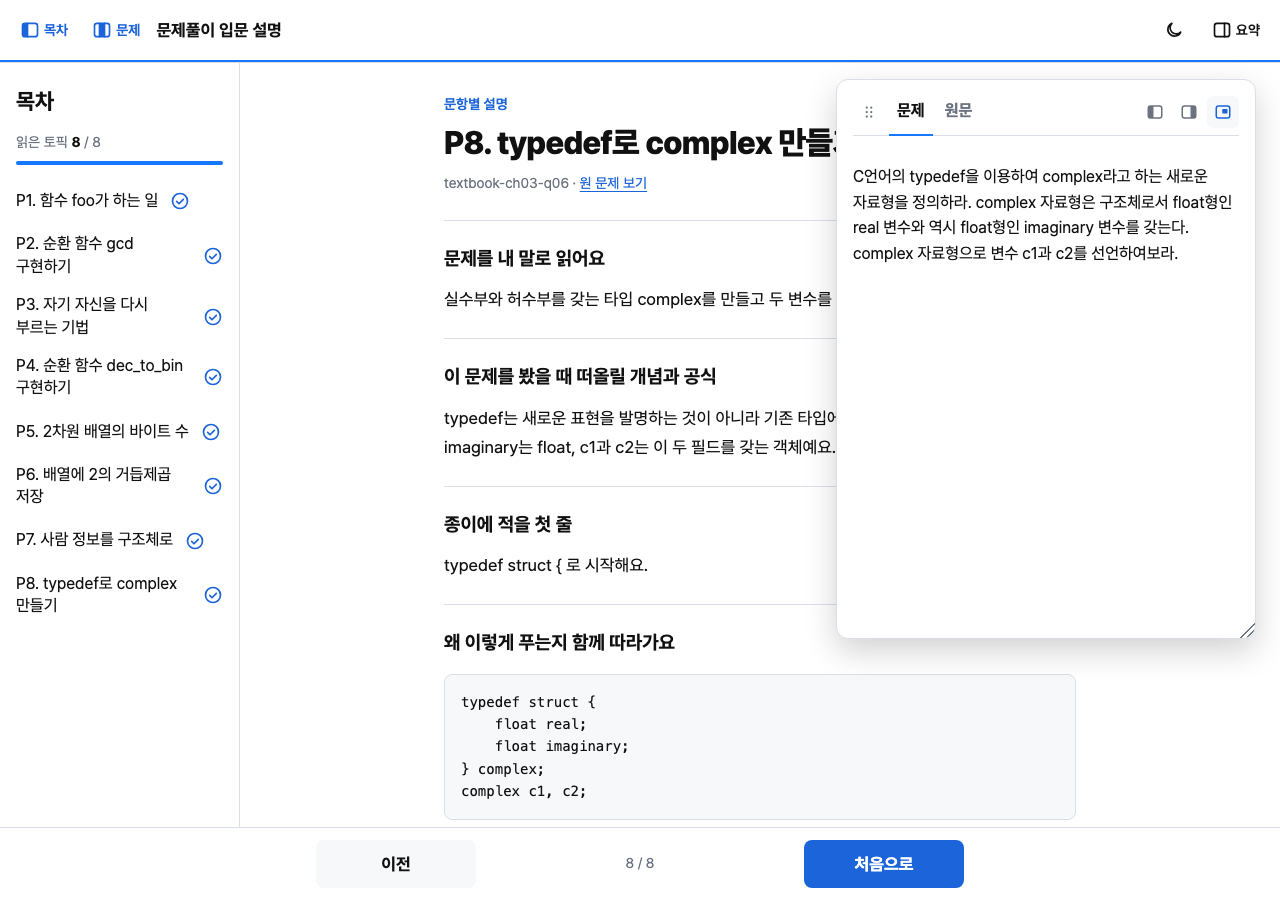 목차
문제
문제풀이 입문 설명
요약
목차
읽은 토픽 8 / 8
P1. 함수 foo가 하는 일
P2. 순환 함수 gcd
구현하기
P3. 자기 자신을 다시
부르는 기법
P4. 순환 함수 dec_to_bin
구현하기
P5. 2차원 배열의 바이트 수
P6. 배열에 2의 거듭제곱
저장
P7. 사람 정보를 구조체로
P8. typedef로 complex
만들기
문항별 설명
P8. typedef로 complex 만들
textbook-ch03-q06 · 원 문제 보기
문제를 내 말로 읽어요
실수부와 허수부를 갖는 타입 complex를 만들고 두 변수를
이 문제를 봤을 때 떠올릴 개념과 공식
typedef는 새로운 표현을 발명하는 것이 아니라 기존 타입에
imaginary는 float, c1과 c2는 이 두 필드를 갖는 객체예요.
종이에 적을 첫 줄
typedef struct { 로 시작해요.
왜 이렇게 푸는지 함께 따라가요
typedef struct {
    float real;
    float imaginary;
} complex;
complex c1, c2;
문제
원문
C언어의 typedef을 이용하여 complex라고 하는 새로운
자료형을 정의하라. complex 자료형은 구조체로서 float형인
real 변수와 역시 float형인 imaginary 변수를 갖는다.
complex 자료형으로 변수 c1과 c2를 선언하여보라.
이전
8 / 8
처음으로